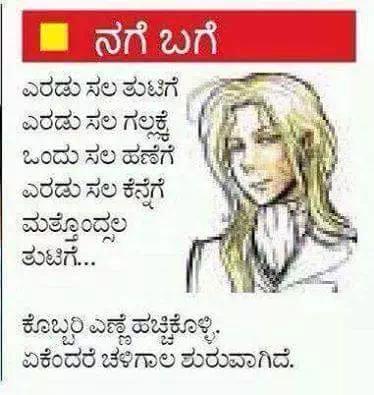 ನಗೆ ಬಗೆ
ಎರಡು ಸಲ ತುಟಿಗೆ
ಎರಡು ಸಲ ಗಲ್ಲಕ್ಕೆ
ಒಂದು ಸಲ ಹಣೆಗೆ
ಎರಡು ಸಲ ಕೆನ್ನೆಗೆ
ಮತ್ತೊಂದ್ಸಲ
ತುಟಿಗೆ...
ಕೊಬ್ಬರಿ ಎಣ್ಣೆ ಹಚ್ಚಿಕೊಳ್ಳಿ.
ಏಕೆಂದರೆ ಚಳಿಗಾಲ ಶುರುವಾಗಿದೆ.